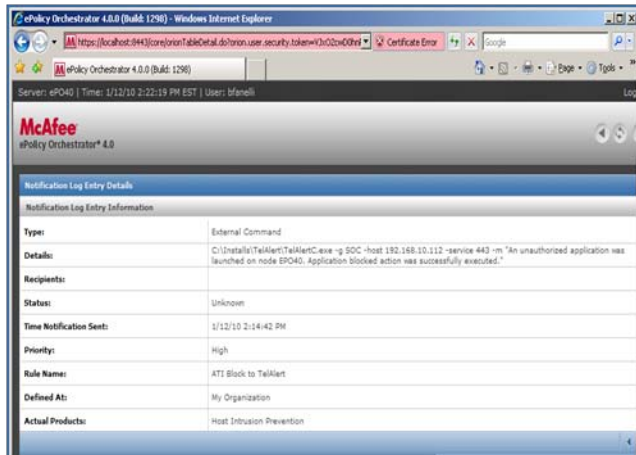 ePolicy Orchestrator 4.0.0 (Build: 1298) - Windows Internet Explorer
https://localhost:8443/core/orionTableDetail.do?orion.user.security.token= Certificate Error Google
ePolicy Orchestrator 4.0.0 (Build: 1298) Page Tools
Server: ePO40 | Time: 1/12/10 2:22:19 PM EST | User: bfanelli Log
McAfee
ePolicy Orchestrator® 4.0
Notification Log Entry Details
Notification Log Entry Information
Type: External Command
Details: C:\Installs\TelAlert\TelAlertC.exe -g SOC -host 192.168.10.112 -service 443 -m "An unauthorized application was
launched on node EPO40. Application blocked action was successfully executed."
Recipients:
Status: Unknown
Time Notification Sent: 1/12/10 2:14:42 PM
Priority: High
Rule Name: ATI Block to TelAlert
Defined At: My Organization
Actual Products: Host Intrusion Prevention